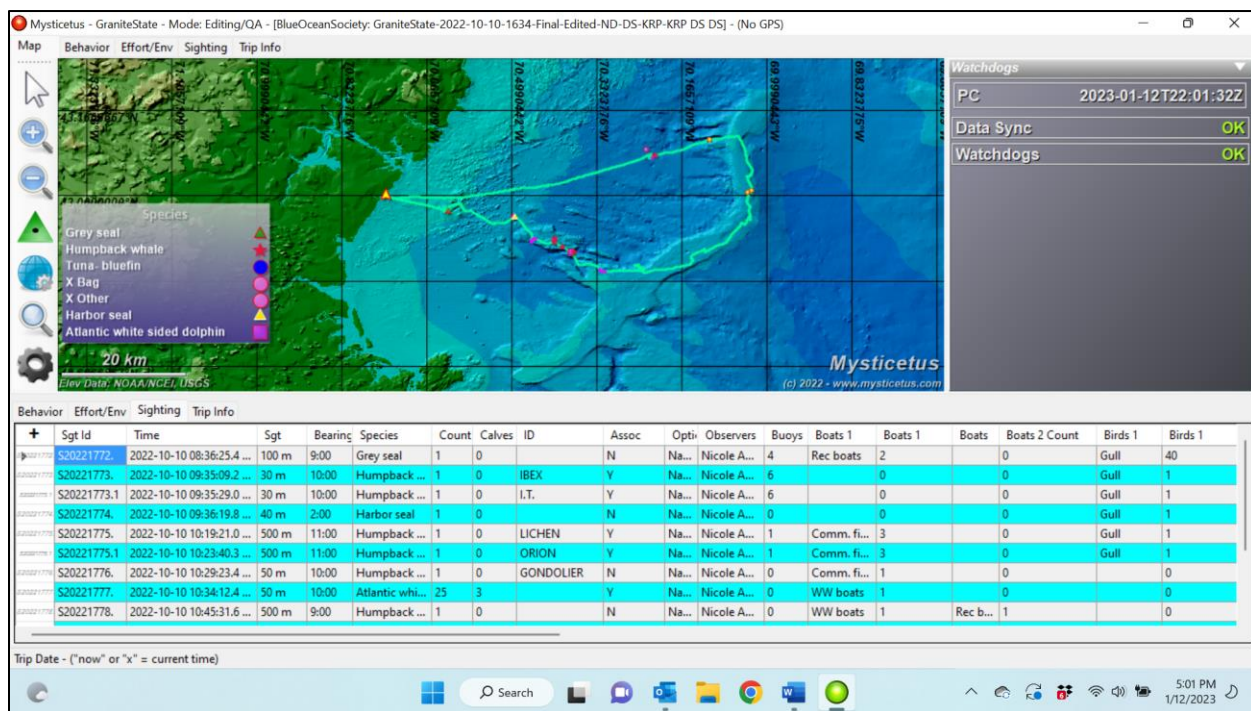 Mysticetus - GraniteState - Mode: Editing/QA - [BlueOceanSociety: GraniteState-2022-10-10-1634-Final-Edited-ND-DS-KRP-KRP DS DS] - (No GPS)
Map Behavior Effort/Env Sighting Trip Info
70.499042° W 70.332376° W 70.165710° W 69.999042° W 69.832375° W
Watchdogs
PC 2023-01-12T22:01:32Z
Data Sync OK
Watchdogs OK
Species
Grey seal
Humpback whale
Tuna- bluefin
X Bag
X Other
Harbor seal
Atlantic white sided dolphin
20 km
Elev Data: NOAA/NCEI, USGS
Mysticetus
(c) 2022 - www.mysticetus.com
Behavior Effort/Env Sighting Trip Info
+ Sgt Id Time Sgt Bearing Species Count Calves ID Assoc Opti Observers Buoys Boats 1 Boats 1 Boats Boats 2 Count Birds 1 Birds 1
S20221772. 2022-10-10 08:36:25.4 ... 100 m 9:00 Grey seal 1 0 N Na... Nicole A... 4 Rec boats 2 0 Gull 40
S20221773. 2022-10-10 09:35:09.2 ... 30 m 10:00 Humpback ... 1 0 IBEX Y Na... Nicole A... 6 0 0 Gull 1
S20221773.1 2022-10-10 09:35:29.0 ... 30 m 10:00 Humpback ... 1 0 I.T. Y Na... Nicole A... 6 0 0 Gull 1
S20221774. 2022-10-10 09:36:19.8 ... 40 m 2:00 Harbor seal 1 0 N Na... Nicole A... 0 0 0 Gull 1
S20221775. 2022-10-10 10:19:21.0 ... 500 m 11:00 Humpback ... 1 0 LICHEN Y Na... Nicole A... 1 Comm. fi... 3 0 Gull 1
S20221775.1 2022-10-10 10:23:40.3 ... 500 m 11:00 Humpback ... 1 0 ORION Y Na... Nicole A... 1 Comm. fi... 3 0 Gull 1
S20221776. 2022-10-10 10:29:23.4 ... 50 m 10:00 Humpback ... 1 0 GONDOLIER N Na... Nicole A... 0 Comm. fi... 1 0 0
S20221777. 2022-10-10 10:34:12.4 ... 50 m 10:00 Atlantic whi... 25 3 Y Na... Nicole A... 0 WW boats 1 0 0
S20221778. 2022-10-10 10:45:31.6 ... 500 m 9:00 Humpback ... 1 0 N Na... Nicole A... 0 WW boats 1 Rec b... 1 0
Trip Date - ("now" or "x" = current time)
Search
6
5:01 PM
1/12/2023